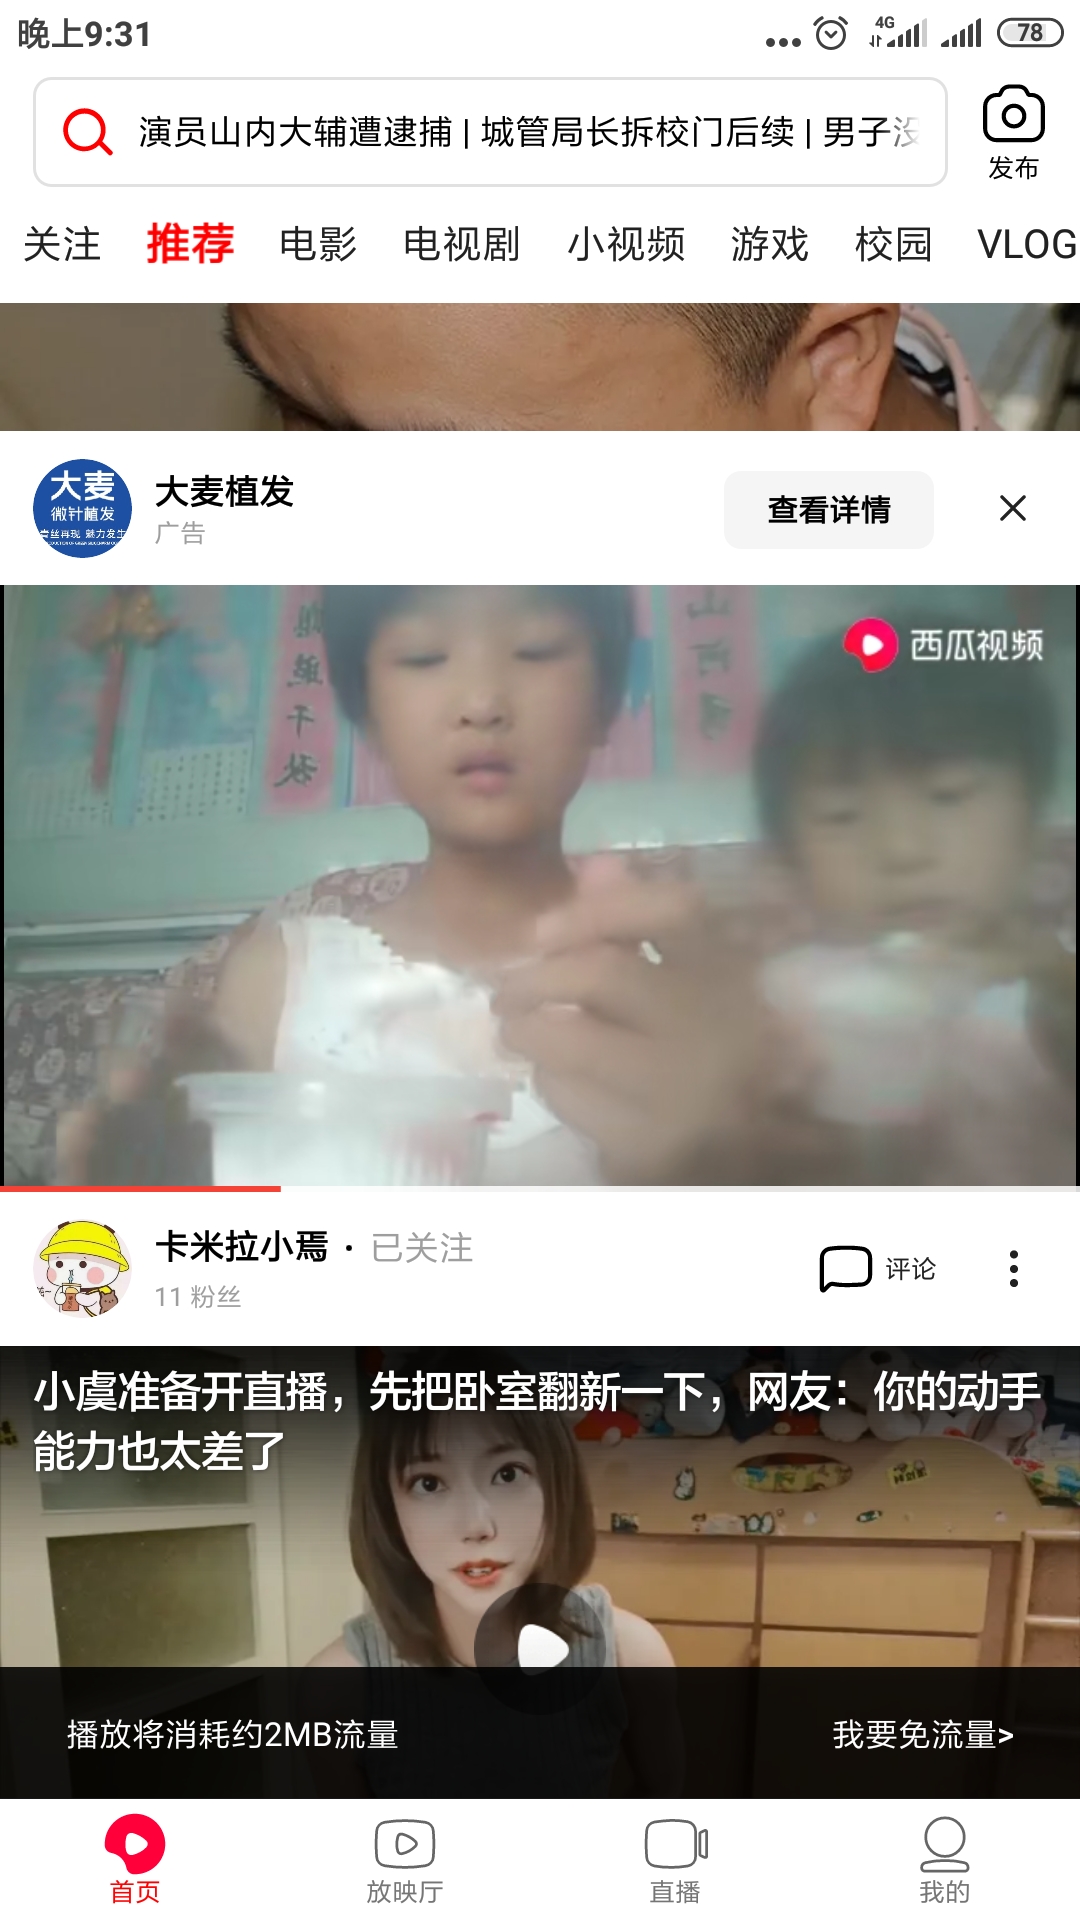 晚上9:31
4G
78
演员山内大辅遭逮捕 | 城管局长拆校门后续 | 男子没
发布
关注 推荐 电影 电视剧 小视频 游戏 校园 VLOG
大麦
微针植发
大麦植发
广告
查看详情
西瓜视频
千
秋
山
河
卡米拉小焉 · 已关注
11 粉丝
评论
小虞准备开直播，先把卧室翻新一下，网友：你的动手
能力也太差了
播放将消耗约2MB流量
我要免流量>
首页 放映厅 直播 我的